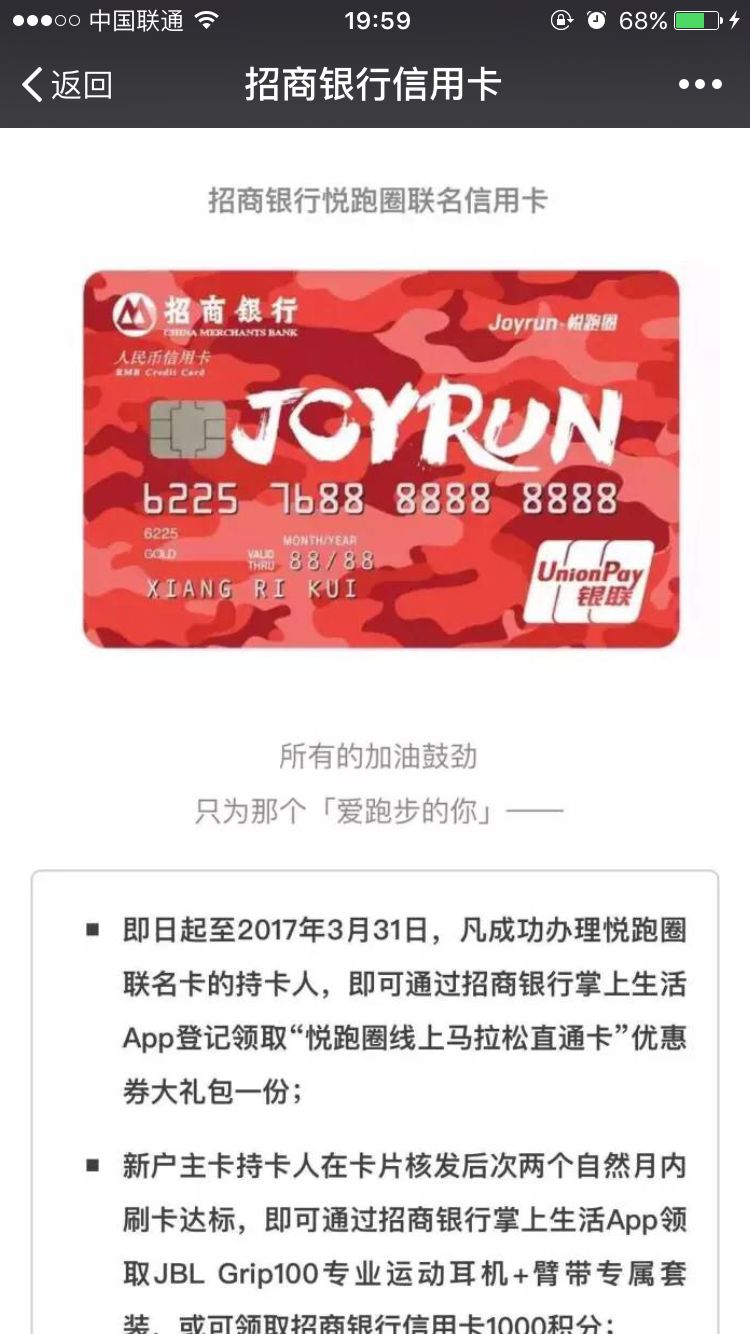 中国联通 19:59 68%
返回 招商银行信用卡
招商银行悦跑圈联名信用卡
招商银行
CHINA MERCHANTS BANK
Joyrun·悦跑圈
人民币信用卡
RMB Credit Card
JOYRUN
6225 7688 8888 8888
6225
GOLD
MONTH/YEAR
VALID THRU 88/88
XIANG RI KUI
UnionPay
银联
所有的加油鼓劲
只为那个「爱跑步的你」——
■ 即日起至2017年3月31日，凡成功办理悦跑圈
联名卡的持卡人，即可通过招商银行掌上生活
App登记领取“悦跑圈线上马拉松直通卡”优惠
券大礼包一份；
■ 新户主卡持卡人在卡片核发后次两个自然月内
刷卡达标，即可通过招商银行掌上生活App领
取JBL Grip100专业运动耳机+臂带专属套
装，或可领取招商银行信用卡1000积分；